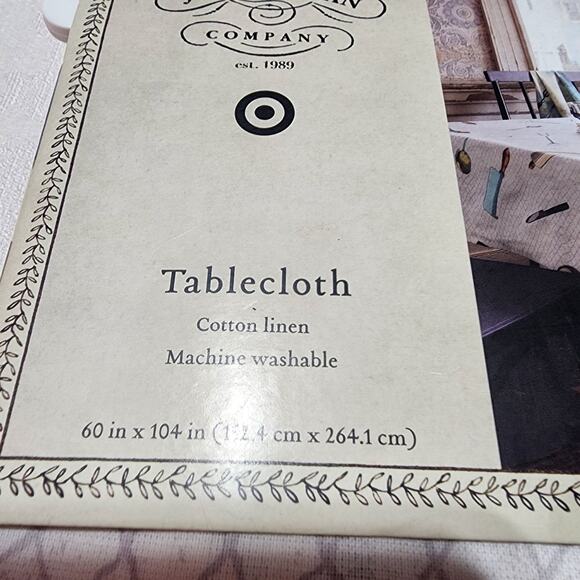 COMPANY
est. 1989
Tablecloth
Cotton linen
Machine washable
60 in x 104 in (152.4 cm x 264.1 cm)